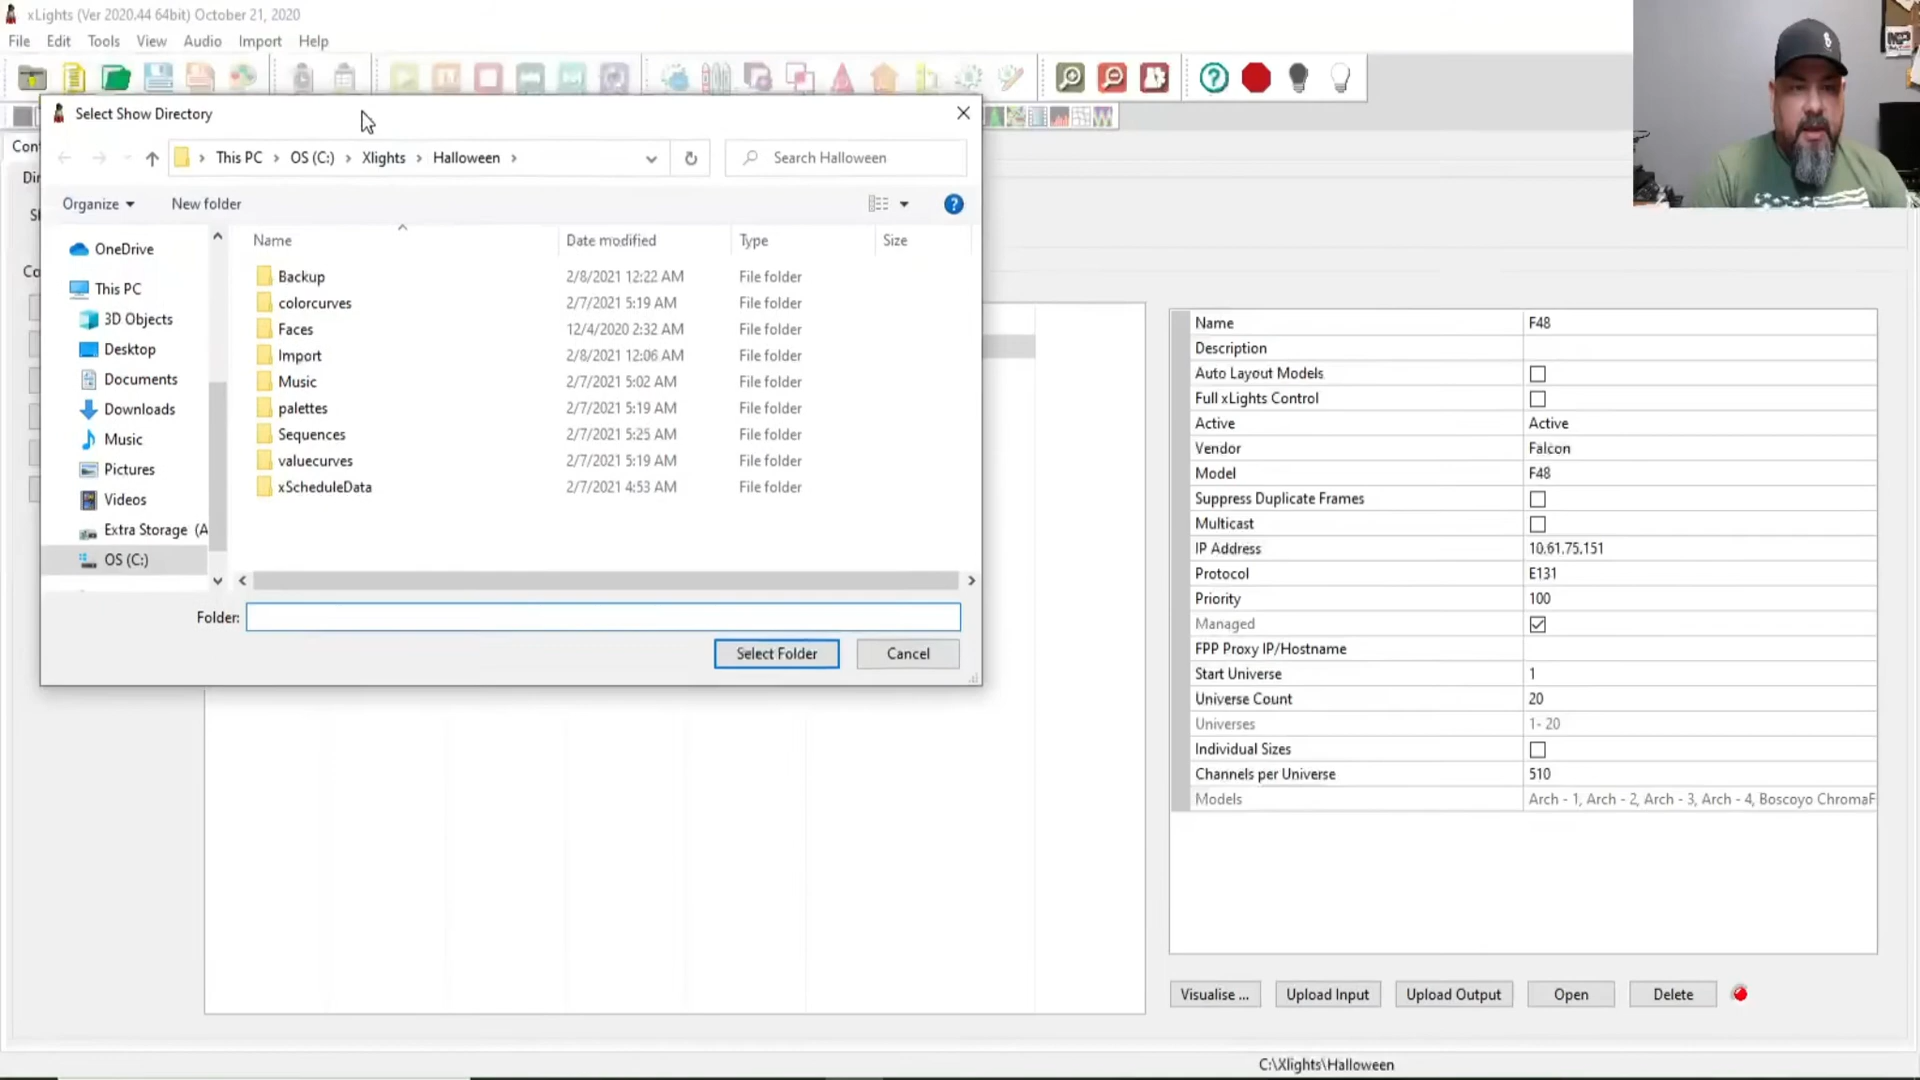 xLights (Ver 2020.44 64bit) October 21, 2020
File Edit Tools View Audio Import Help
Select Show Directory
This PC > OS (C:) > Xlights > Halloween >
Search Halloween
Organize
New folder
Name Date modified Type Size
OneDrive
This PC
3D Objects
Desktop
Documents
Downloads
Music
Pictures
Videos
Extra Storage (A
OS (C:)
Backup 2/8/2021 12:22 AM File folder
colorcurves 2/7/2021 5:19 AM File folder
Faces 12/4/2020 2:32 AM File folder
Import 2/8/2021 12:06 AM File folder
Music 2/7/2021 5:02 AM File folder
palettes 2/7/2021 5:19 AM File folder
Sequences 2/7/2021 5:25 AM File folder
valuecurves 2/7/2021 5:19 AM File folder
xScheduleData 2/7/2021 4:53 AM File folder
Folder:
Select Folder
Cancel
Con
Dir
Co
Name F48
Description
Auto Layout Models
Full xLights Control
Active Active
Vendor Falcon
Model F48
Suppress Duplicate Frames
Multicast
IP Address 10.61.75.151
Protocol E131
Priority 100
Managed
FPP Proxy IP/Hostname
Start Universe 1
Universe Count 20
Universes 1- 20
Individual Sizes
Channels per Universe 510
Models Arch - 1, Arch - 2, Arch - 3, Arch - 4, Boscoyo ChromaF
Visualise ... Upload Input Upload Output Open Delete
C:\Xlights\Halloween